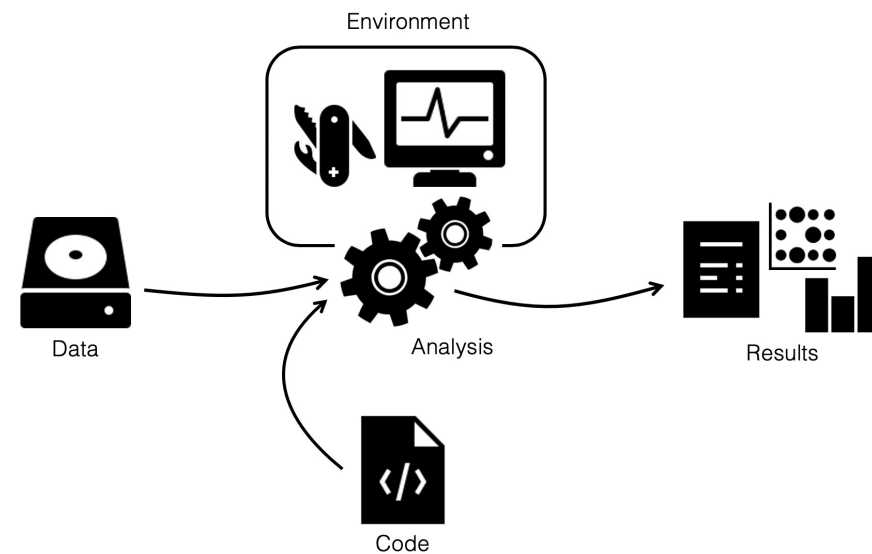 Environment
Data
Analysis
Results
</>
Code